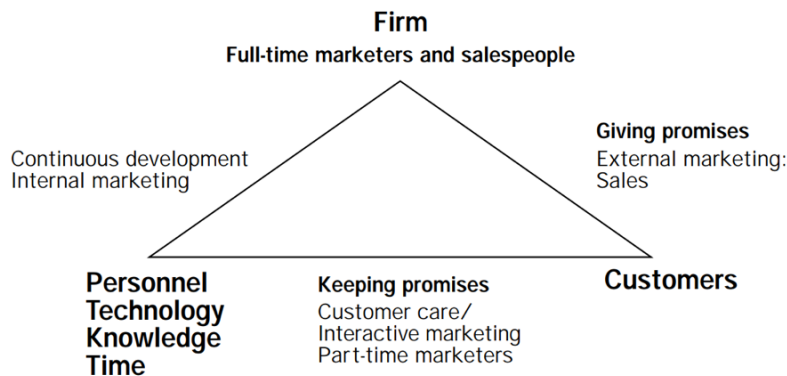 Firm
Full-time marketers and salespeople
Giving promises
External marketing:
Sales
Continuous development
Internal marketing
Personnel
Technology
Knowledge
Time
Keeping promises
Customer care/
Interactive marketing
Part-time marketers
Customers